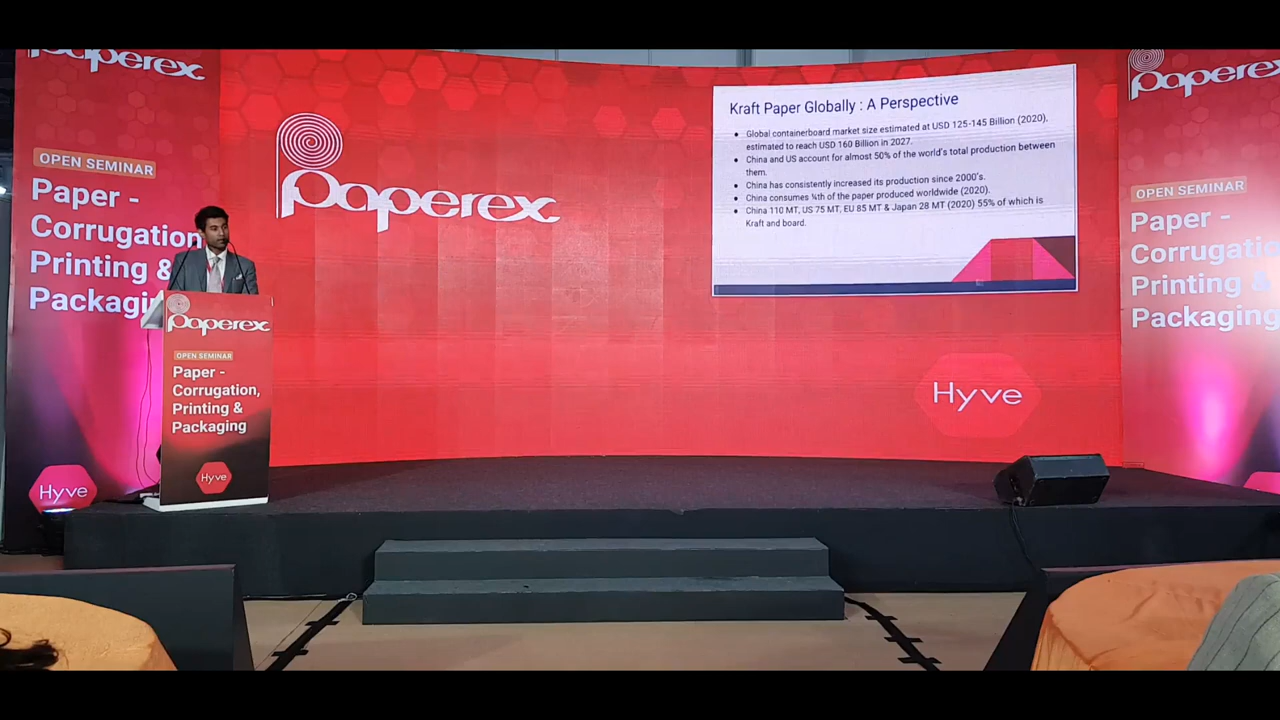 paperex
OPEN SEMINAR
Paper -
Corrugation
Printing &
Packagi
Hyve
paperex
OPEN SEMINAR
Paper -
Corrugation,
Printing &
Packaging
Hyve
paperex
Kraft Paper Globally : A Perspective
● Global containerboard market size estimated at USD 125-145 Billion (2020),
estimated to reach USD 160 Billion in 2027.
● China and US account for almost 50% of the world's total production between
them.
● China has consistently increased its production since 2000's.
● China consumes ¼th of the paper produced worldwide (2020).
● China 110 MT, US 75 MT, EU 85 MT & Japan 28 MT (2020) 55% of which is
Kraft and board.
Hyve
paperex
OPEN SEMINAR
Paper -
Corrugatio
Printing &
Packaging